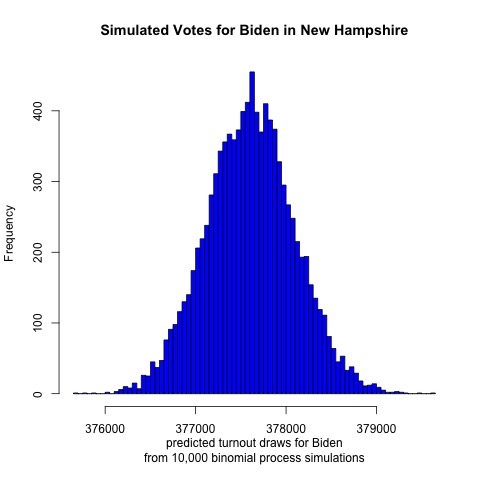 Simulated Votes for Biden in New Hampshire
Frequency
400
300
200
100
0
376000 377000 378000 379000
predicted turnout draws for Biden
from 10,000 binomial process simulations